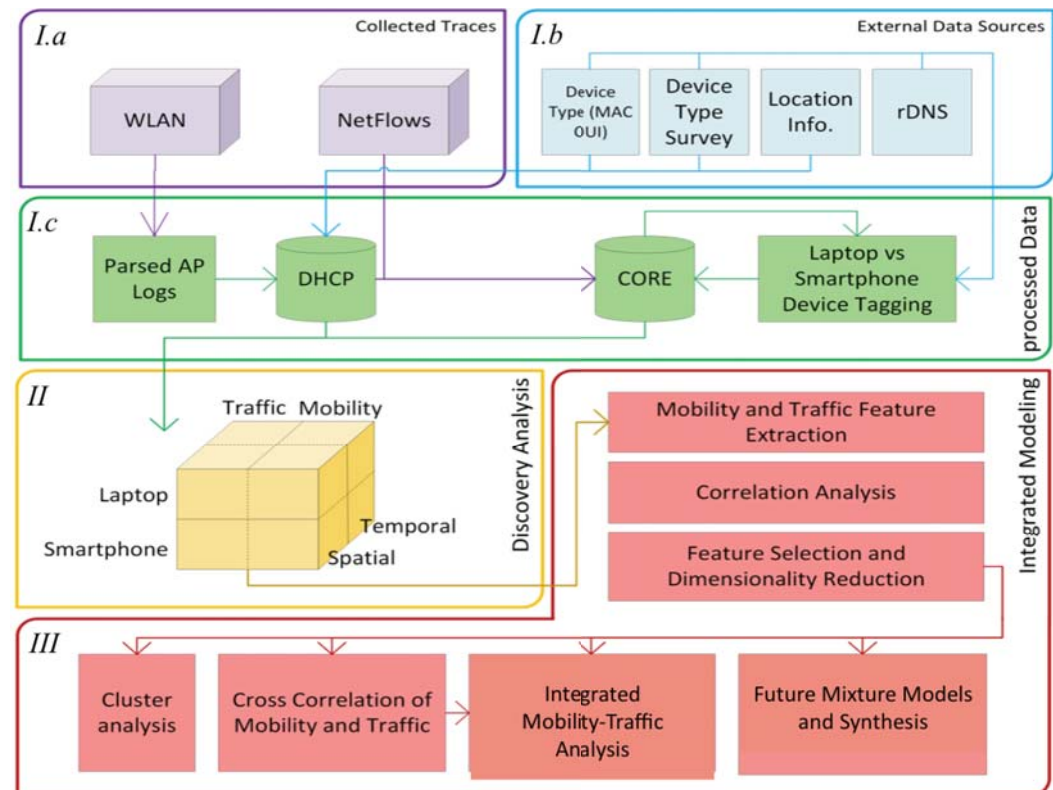 I.a
Collected Traces
WLAN
NetFlows
I.b
External Data Sources
Device
Type (MAC
OUI)
Device
Type
Survey
Location
Info.
rDNS
I.c
processed Data
Parsed AP
Logs
DHCP
CORE
Laptop vs
Smartphone
Device Tagging
II
Discovery Analysis
Traffic
Mobility
Laptop
Smartphone
Temporal
Spatial
Integrated Modeling
Mobility and Traffic Feature
Extraction
Correlation Analysis
Feature Selection and
Dimensionality Reduction
III
Cluster
analysis
Cross Correlation of
Mobility and Traffic
Integrated
Mobility-Traffic
Analysis
Future Mixture Models
and Synthesis